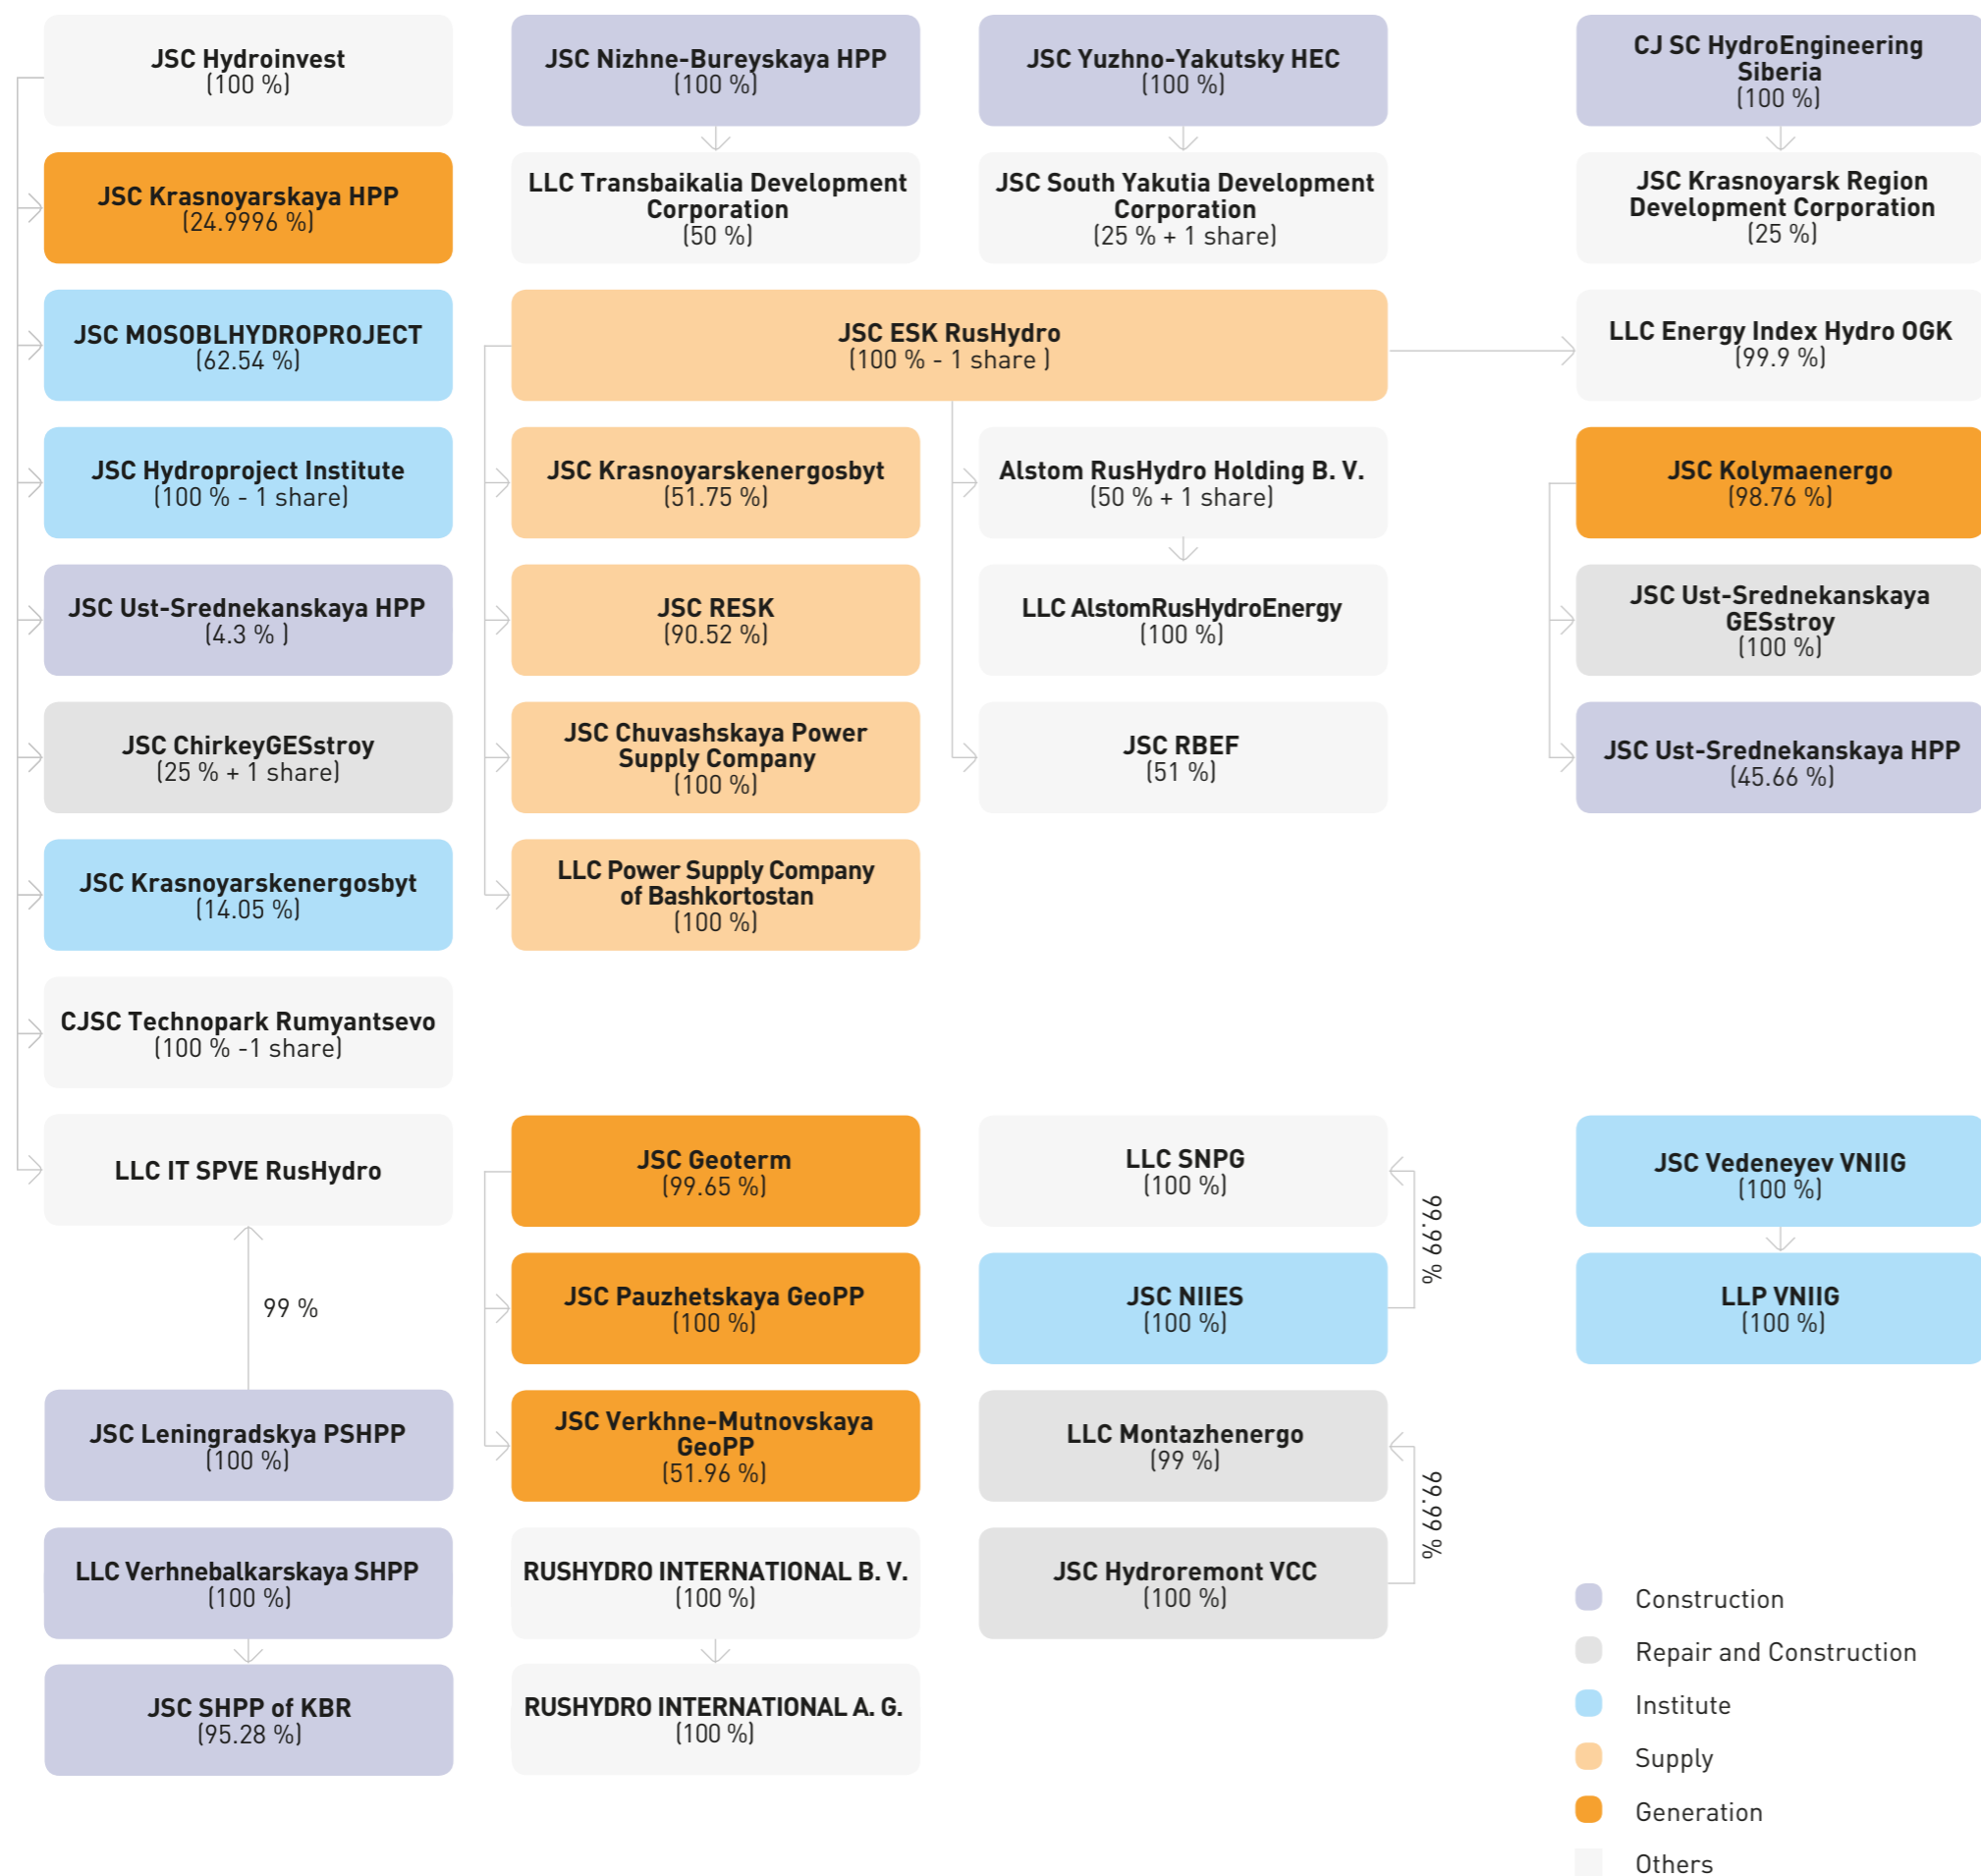 JSC Hydroinvest
(100 %)
JSC Krasnoyarskaya HPP
(24.9996 %)
JSC MOSOBLHYDROPROJECT
(62.54 %)
JSC Hydroproject Institute
(100 % - 1 share)
JSC Ust-Srednekanskaya HPP
(4.3 % )
JSC ChirkeyGESstroy
(25 % + 1 share)
JSC Krasnoyarskenergosbyt
(14.05 %)
CJSC Technopark Rumyantsevo
(100 % -1 share)
LLC IT SPVE RusHydro
99 %
JSC Leningradskya PSHPP
(100 %)
LLC Verhnebalkarskaya SHPP
(100 %)
JSC SHPP of KBR
(95.28 %)
JSC Nizhne-Bureyskaya HPP
(100 %)
LLC Transbaikalia Development
Corporation
(50 %)
JSC Yuzhno-Yakutsky HEC
(100 %)
JSC South Yakutia Development
Corporation
(25 % + 1 share)
CJ SC HydroEngineering
Siberia
(100 %)
JSC Krasnoyarsk Region
Development Corporation
(25 %)
JSC ESK RusHydro
(100 % - 1 share )
LLC Energy Index Hydro OGK
(99.9 %)
JSC Krasnoyarskenergosbyt
(51.75 %)
JSC RESK
(90.52 %)
JSC Chuvashskaya Power
Supply Company
(100 %)
LLC Power Supply Company
of Bashkortostan
(100 %)
Alstom RusHydro Holding B. V.
(50 % + 1 share)
LLC AlstomRusHydroEnergy
(100 %)
JSC RBEF
(51 %)
JSC Kolymaenergo
(98.76 %)
JSC Ust-Srednekanskaya
GESstroy
(100 %)
JSC Ust-Srednekanskaya HPP
(45.66 %)
JSC Geoterm
(99.65 %)
JSC Pauzhetskaya GeoPP
(100 %)
JSC Verkhne-Mutnovskaya
GeoPP
(51.96 %)
RUSHYDRO INTERNATIONAL B. V.
(100 %)
RUSHYDRO INTERNATIONAL A. G.
(100 %)
LLC SNPG
(100 %)
99.99 %
JSC NIIES
(100 %)
LLC Montazhenergo
(99 %)
99.99 %
JSC Hydroremont VCC
(100 %)
JSC Vedeneyev VNIIG
(100 %)
LLP VNIIG
(100 %)
Construction
Repair and Construction
Institute
Supply
Generation
Others